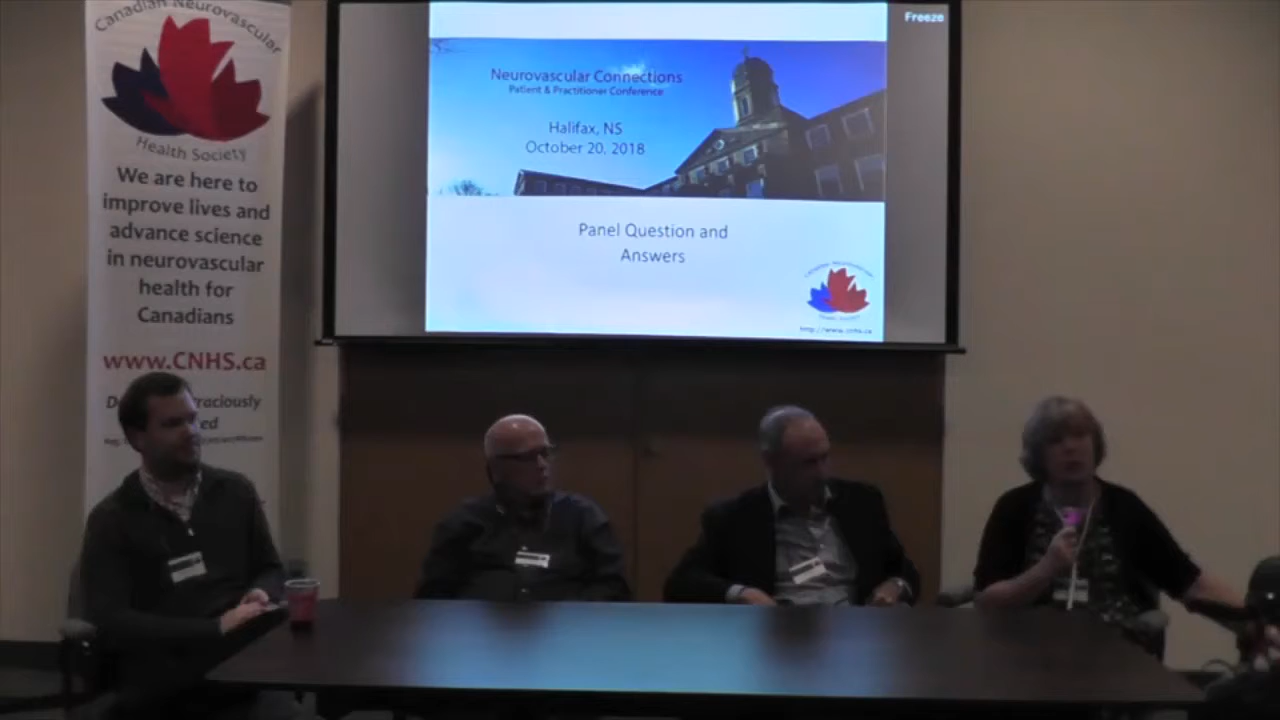 Canadian Neurovascular
Health Society
We are here to
improve lives and
advance science
in neurovascular
health for
Canadians
www.CNHS.ca
Freeze
Neurovascular Connections
Patient & Practitioner Conference
Halifax, NS
October 20, 2018
Panel Question and
Answers
http://www.cnhs.ca